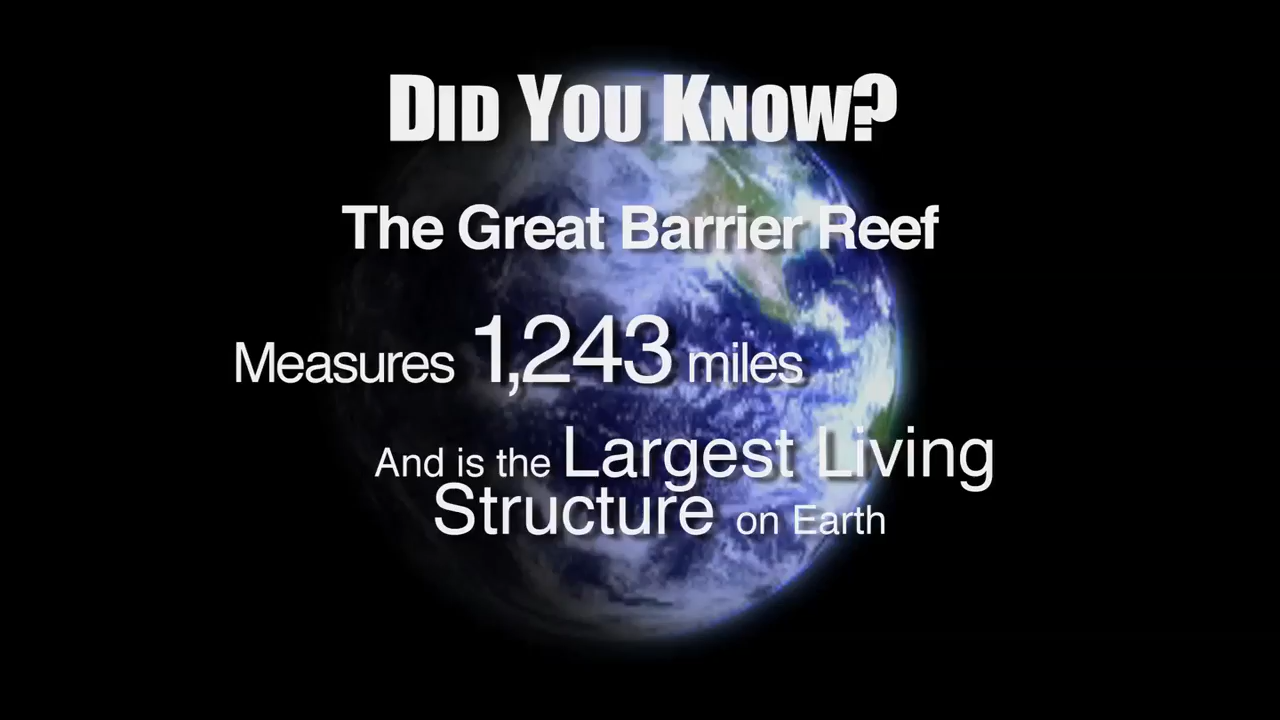 DID YOU KNOW?
The Great Barrier Reef
Measures 1,243 miles
And is the Largest Living
Structure on Earth